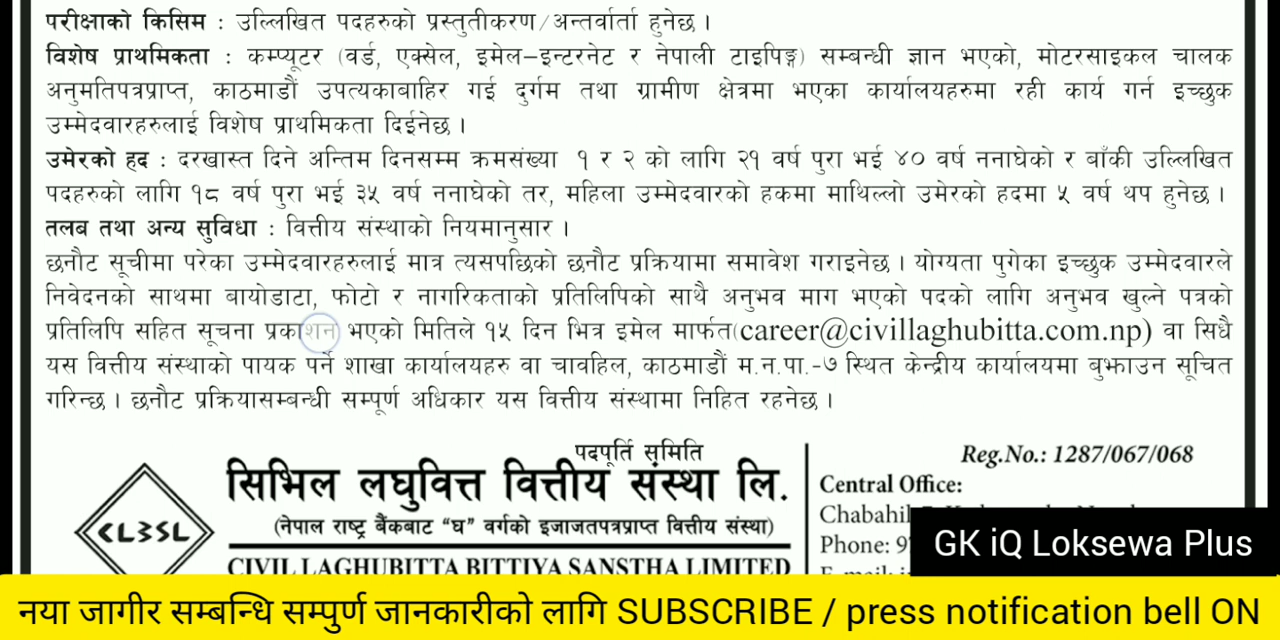 परीक्षाको किसिम : उल्लिखित पदहरुको प्रस्तुतीकरण/अन्तर्वार्ता हुनेछ ।
विशेष प्राथमिकता : कम्प्यूटर (वर्ड, एक्सेल, इमेल–इन्टरनेट र नेपाली टाइपिङ्ग) सम्बन्धी ज्ञान भएको, मोटरसाइकल चालक
अनुमतिपत्रप्राप्त, काठमाडौं उपत्यकाबाहिर गई दुर्गम तथा ग्रामीण क्षेत्रमा भएका कार्यालयहरुमा रही कार्य गर्न इच्छुक
उम्मेदवारहरुलाई विशेष प्राथमिकता दिईनेछ ।
उमेरको हद : दरखास्त दिने अन्तिम दिनसम्म क्रमसंख्या १ र २ को लागि २१ वर्ष पुरा भई ४० वर्ष ननाघेको र बाँकी उल्लिखित
पदहरुको लागि १८ वर्ष पुरा भई ३५ वर्ष ननाघेको तर, महिला उम्मेदवारको हकमा माथिल्लो उमेरको हदमा ५ वर्ष थप हुनेछ ।
तलब तथा अन्य सुविधा : वित्तीय संस्थाको नियमानुसार ।
छनौट सूचीमा परेका उम्मेदवारहरुलाई मात्र त्यसपछिको छनौट प्रक्रियामा समावेश गराइनेछ । योग्यता पुगेका इच्छुक उम्मेदवारले
निवेदनको साथमा बायोडाटा, फोटो र नागरिकताको प्रतिलिपिको साथै अनुभव माग भएको पदको लागि अनुभव खुल्ने पत्रको
प्रतिलिपि सहित सूचना प्रकाशन भएको मितिले १५ दिन भित्र इमेल मार्फत(career@civillaghubitta.com.np) वा सिधै
यस वित्तीय संस्थाको पायक पर्ने शाखा कार्यालयहरु वा चावहिल, काठमाडौं म.न.पा.-७ स्थित केन्द्रीय कार्यालयमा बुझाउन सूचित
गरिन्छ । छनौट प्रक्रियासम्बन्धी सम्पूर्ण अधिकार यस वित्तीय संस्थामा निहित रहनेछ ।
पदपूर्ति समिति
सिभिल लघुवित्त वित्तीय संस्था लि.
(नेपाल राष्ट्र बैंकबाट “घ” वर्गको इजाजतपत्रप्राप्त वित्तीय संस्था)
CIVIL LAGHUBITTA BITTIYA SANSTHA LIMITED
CLBSL
Reg.No.: 1287/067/068
Central Office:
Chabahil
Phone: 9
GK iQ Loksewa Plus
नया जागीर सम्बन्धि सम्पुर्ण जानकारीको लागि SUBSCRIBE / press notification bell ON